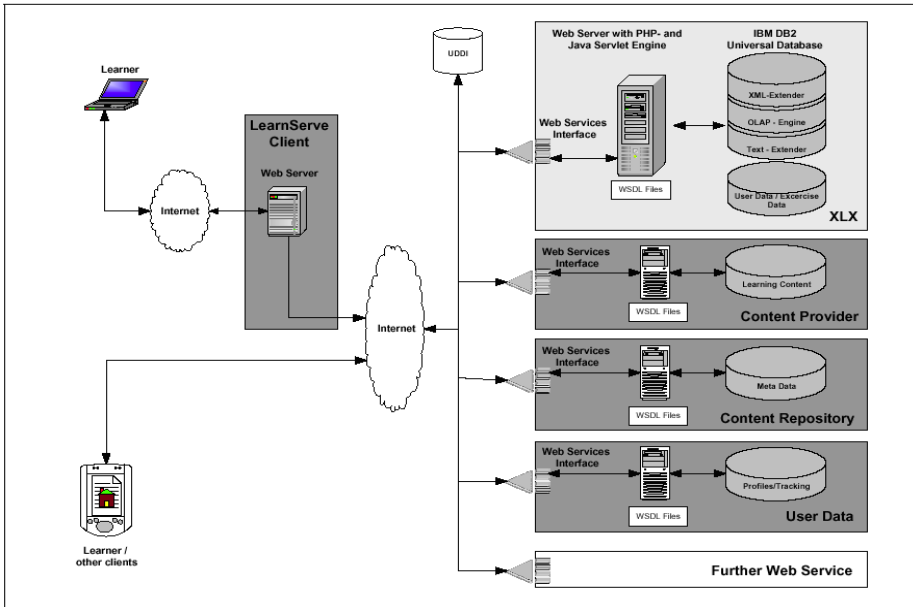 Learner
Internet
LearnServe
Client
Web Server
Internet
Learner /
other clients
UDDI
Web Server with PHP- and
Java Servlet Engine
IBM DB2
Universal Database
Web Services
Interface
WSDL Files
XML-Extender
OLAP - Engine
Text - Extender
User Data / Excercise
Data
XLX
Web Services
Interface
WSDL Files
Learning Content
Content Provider
Web Services
Interface
WSDL Files
Meta Data
Content Repository
Web Services
Interface
WSDL Files
Profiles/Tracking
User Data
Further Web Service